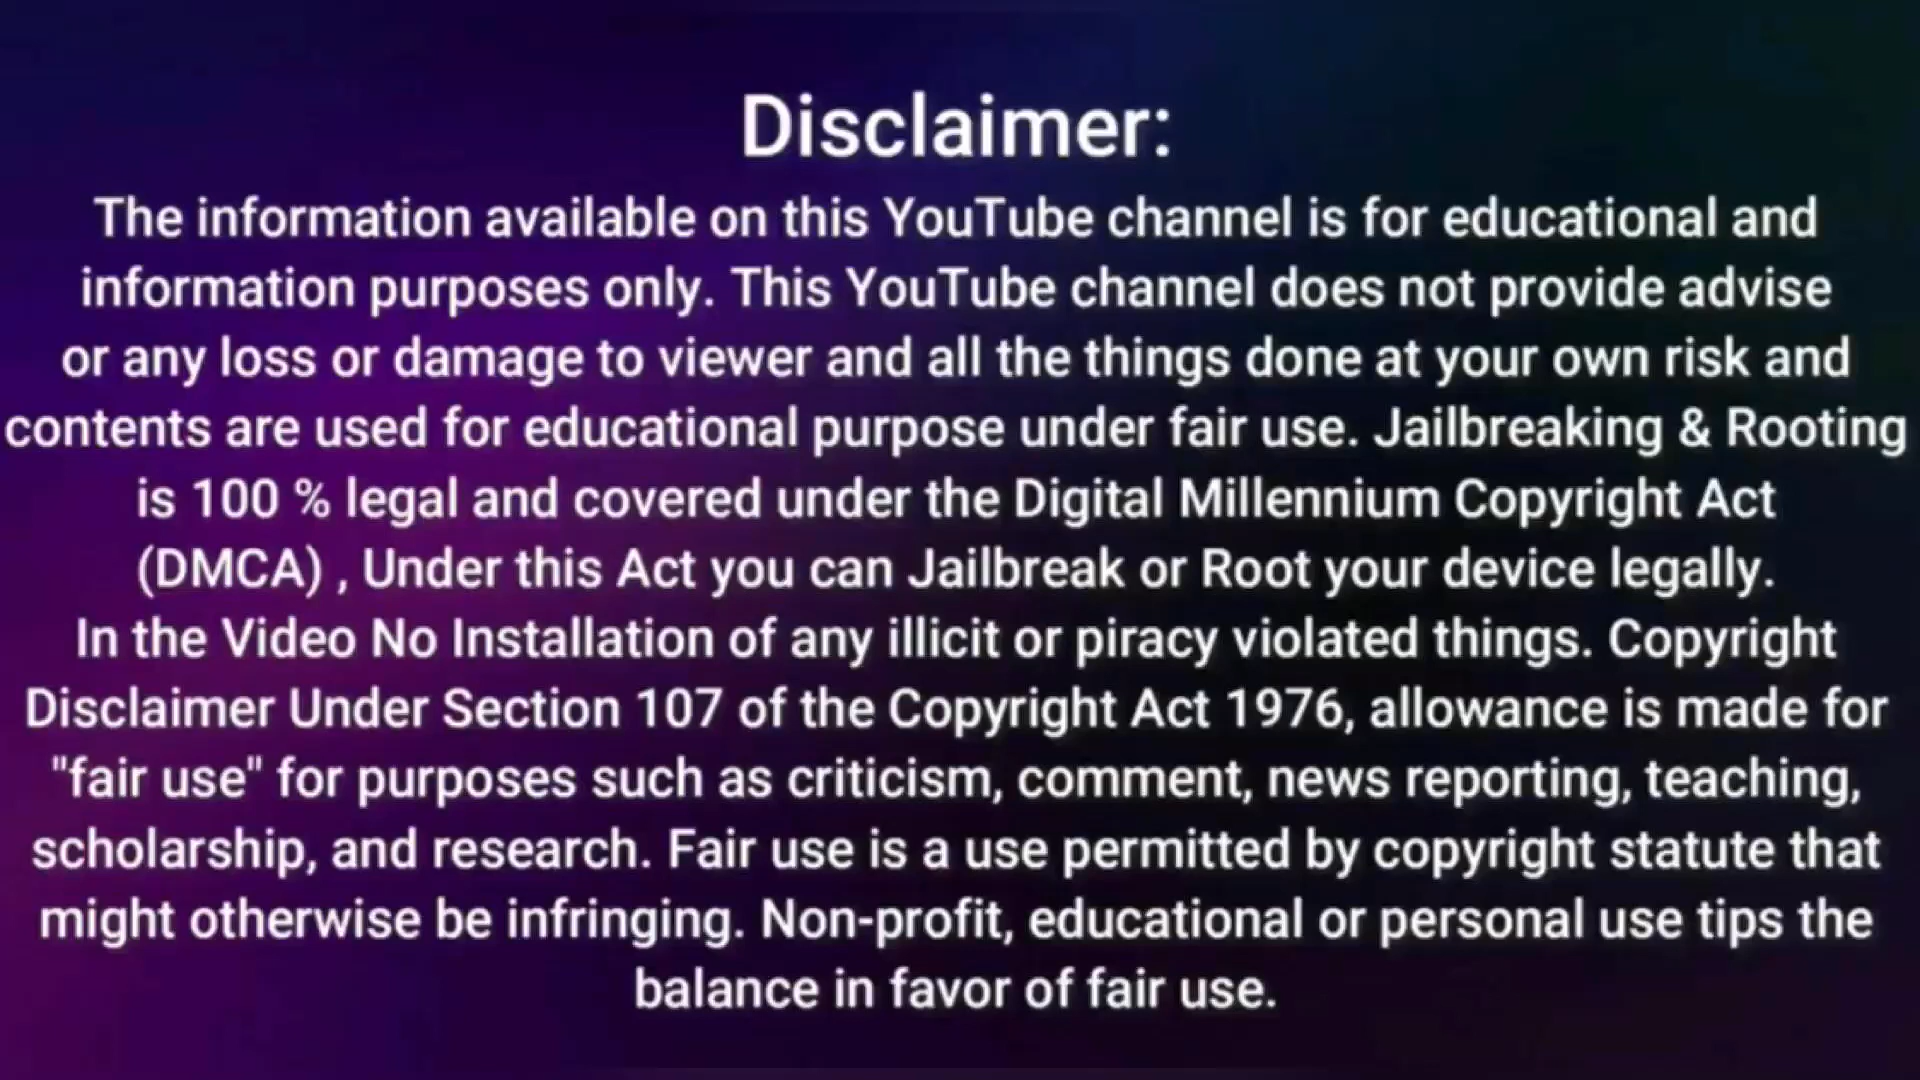 Disclaimer:
The information available on this YouTube channel is for educational and
information purposes only. This YouTube channel does not provide advise
or any loss or damage to viewer and all the things done at your own risk and
contents are used for educational purpose under fair use. Jailbreaking & Rooting
is 100 % legal and covered under the Digital Millennium Copyright Act
(DMCA) , Under this Act you can Jailbreak or Root your device legally.
In the Video No Installation of any illicit or piracy violated things. Copyright
Disclaimer Under Section 107 of the Copyright Act 1976, allowance is made for
"fair use" for purposes such as criticism, comment, news reporting, teaching,
scholarship, and research. Fair use is a use permitted by copyright statute that
might otherwise be infringing. Non-profit, educational or personal use tips the
balance in favor of fair use.